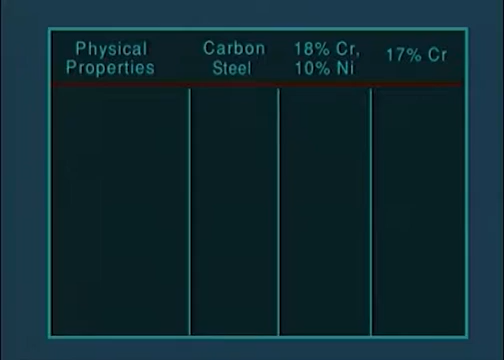 Physical
Properties
Carbon
Steel
18% Cr,
10% Ni
17% Cr